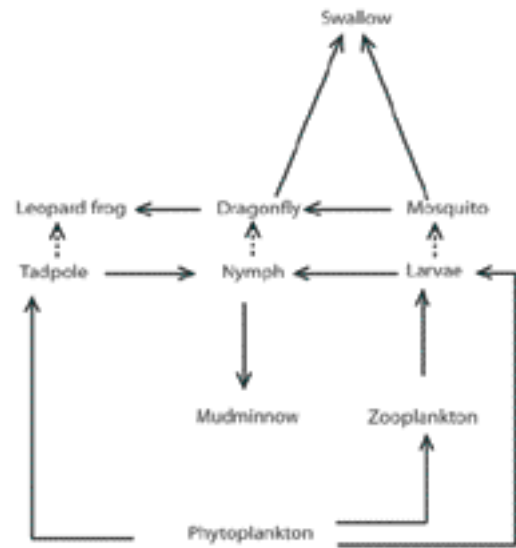 Swallow
Leopard frog Dragonfly Mosquito
Tadpole Nymph Larvae
Mudminnow Zooplankton
Phytoplankton